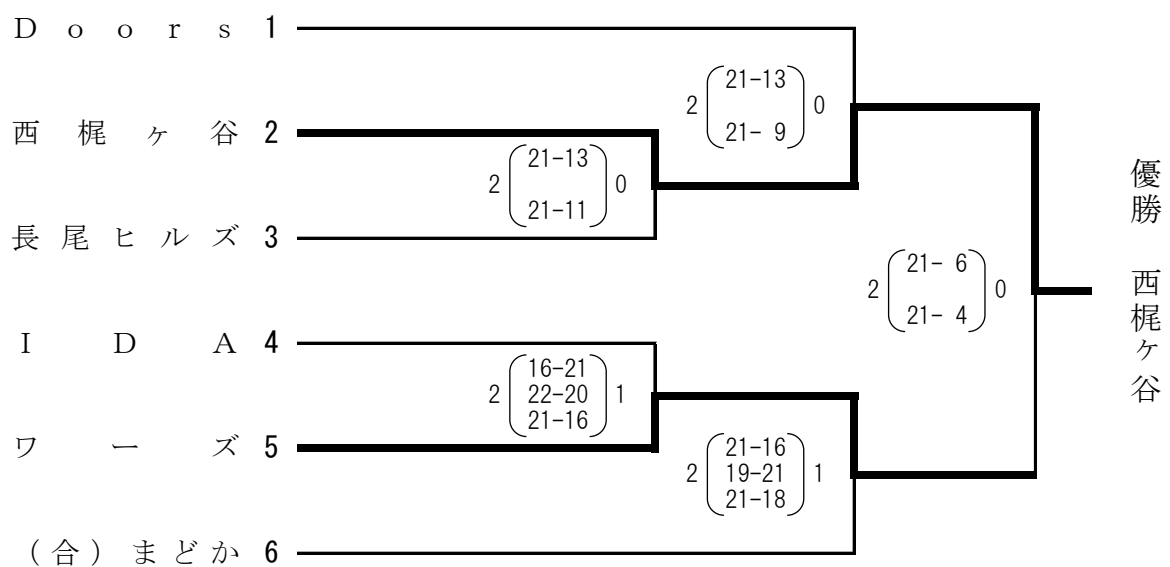 Doors 1
2 21-13 0
21- 9
西梶ヶ谷 2
2 21-13 0
21-11
長尾ヒルズ 3
2 21- 6 0
21- 4
IDA 4
16-21
2 22-20 1
21-16
ワーズ 5
21-16
2 19-21 1
21-18
(合)まどか 6
優勝 西梶ヶ谷